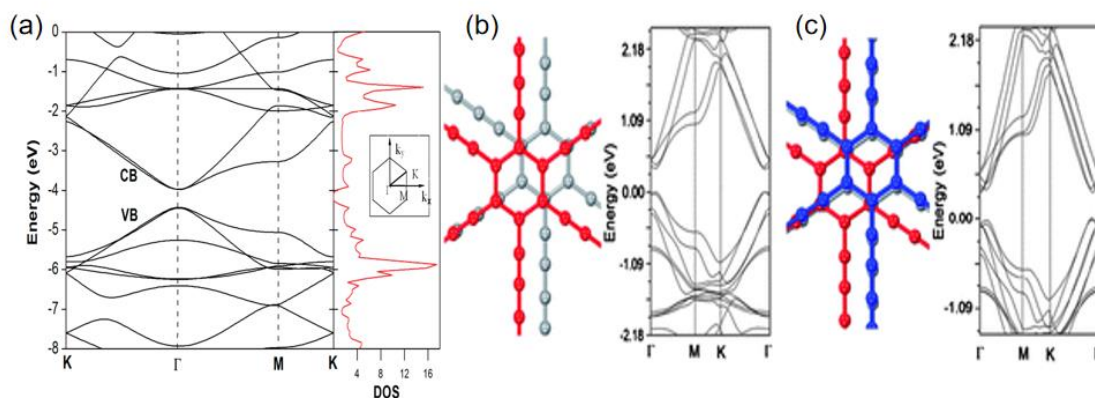 (a)
Energy (eV)
0
-1
-2
-3
-4
-5
-6
-7
-8
CB
VB
K Γ M K
k_y
K
Γ
M
k_x
4 8 12 16
DOS
(b)
Energy (eV)
2.18
1.09
0.00
-1.09
-2.18
Γ M K Γ
(c)
Energy (eV)
2.18
1.09
0.00
-1.09
Γ M K